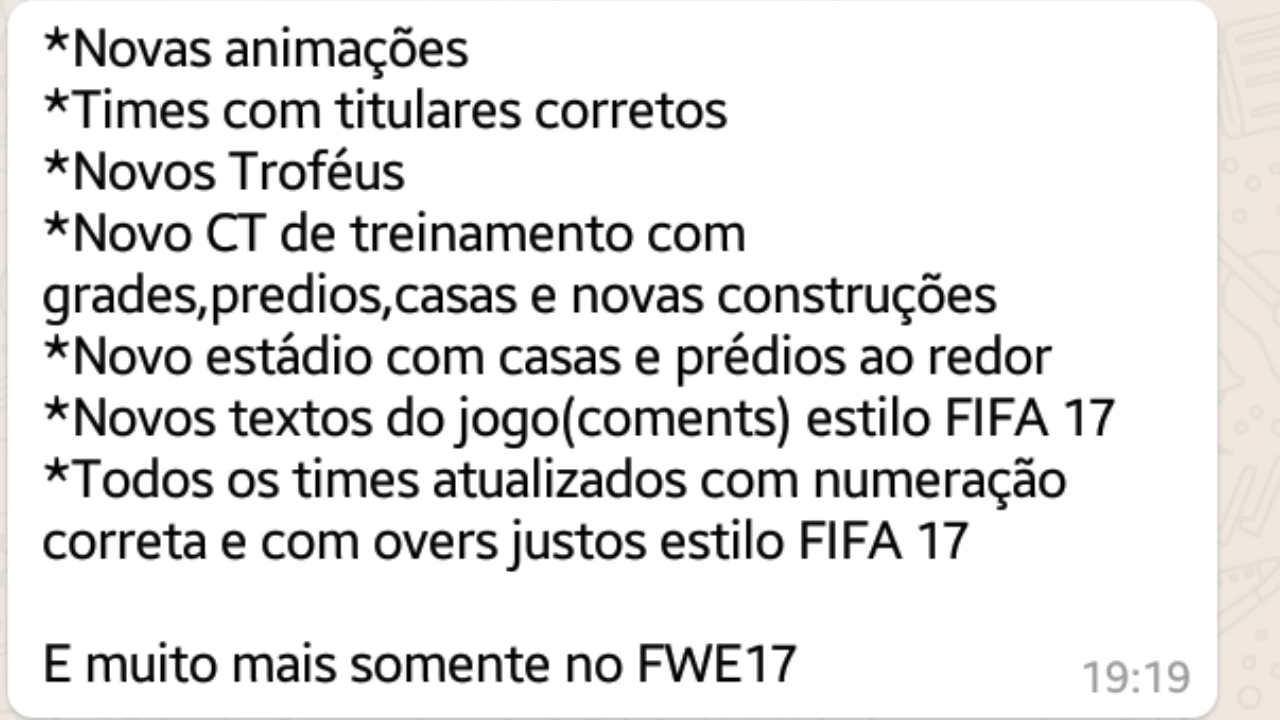 *Novas animações
*Times com titulares corretos
*Novos Troféus
*Novo CT de treinamento com
grades,predios,casas e novas construções
*Novo estádio com casas e prédios ao redor
*Novos textos do jogo(coments) estilo FIFA 17
*Todos os times atualizados com numeração
correta e com overs justos estilo FIFA 17
E muito mais somente no FWE17
19:19